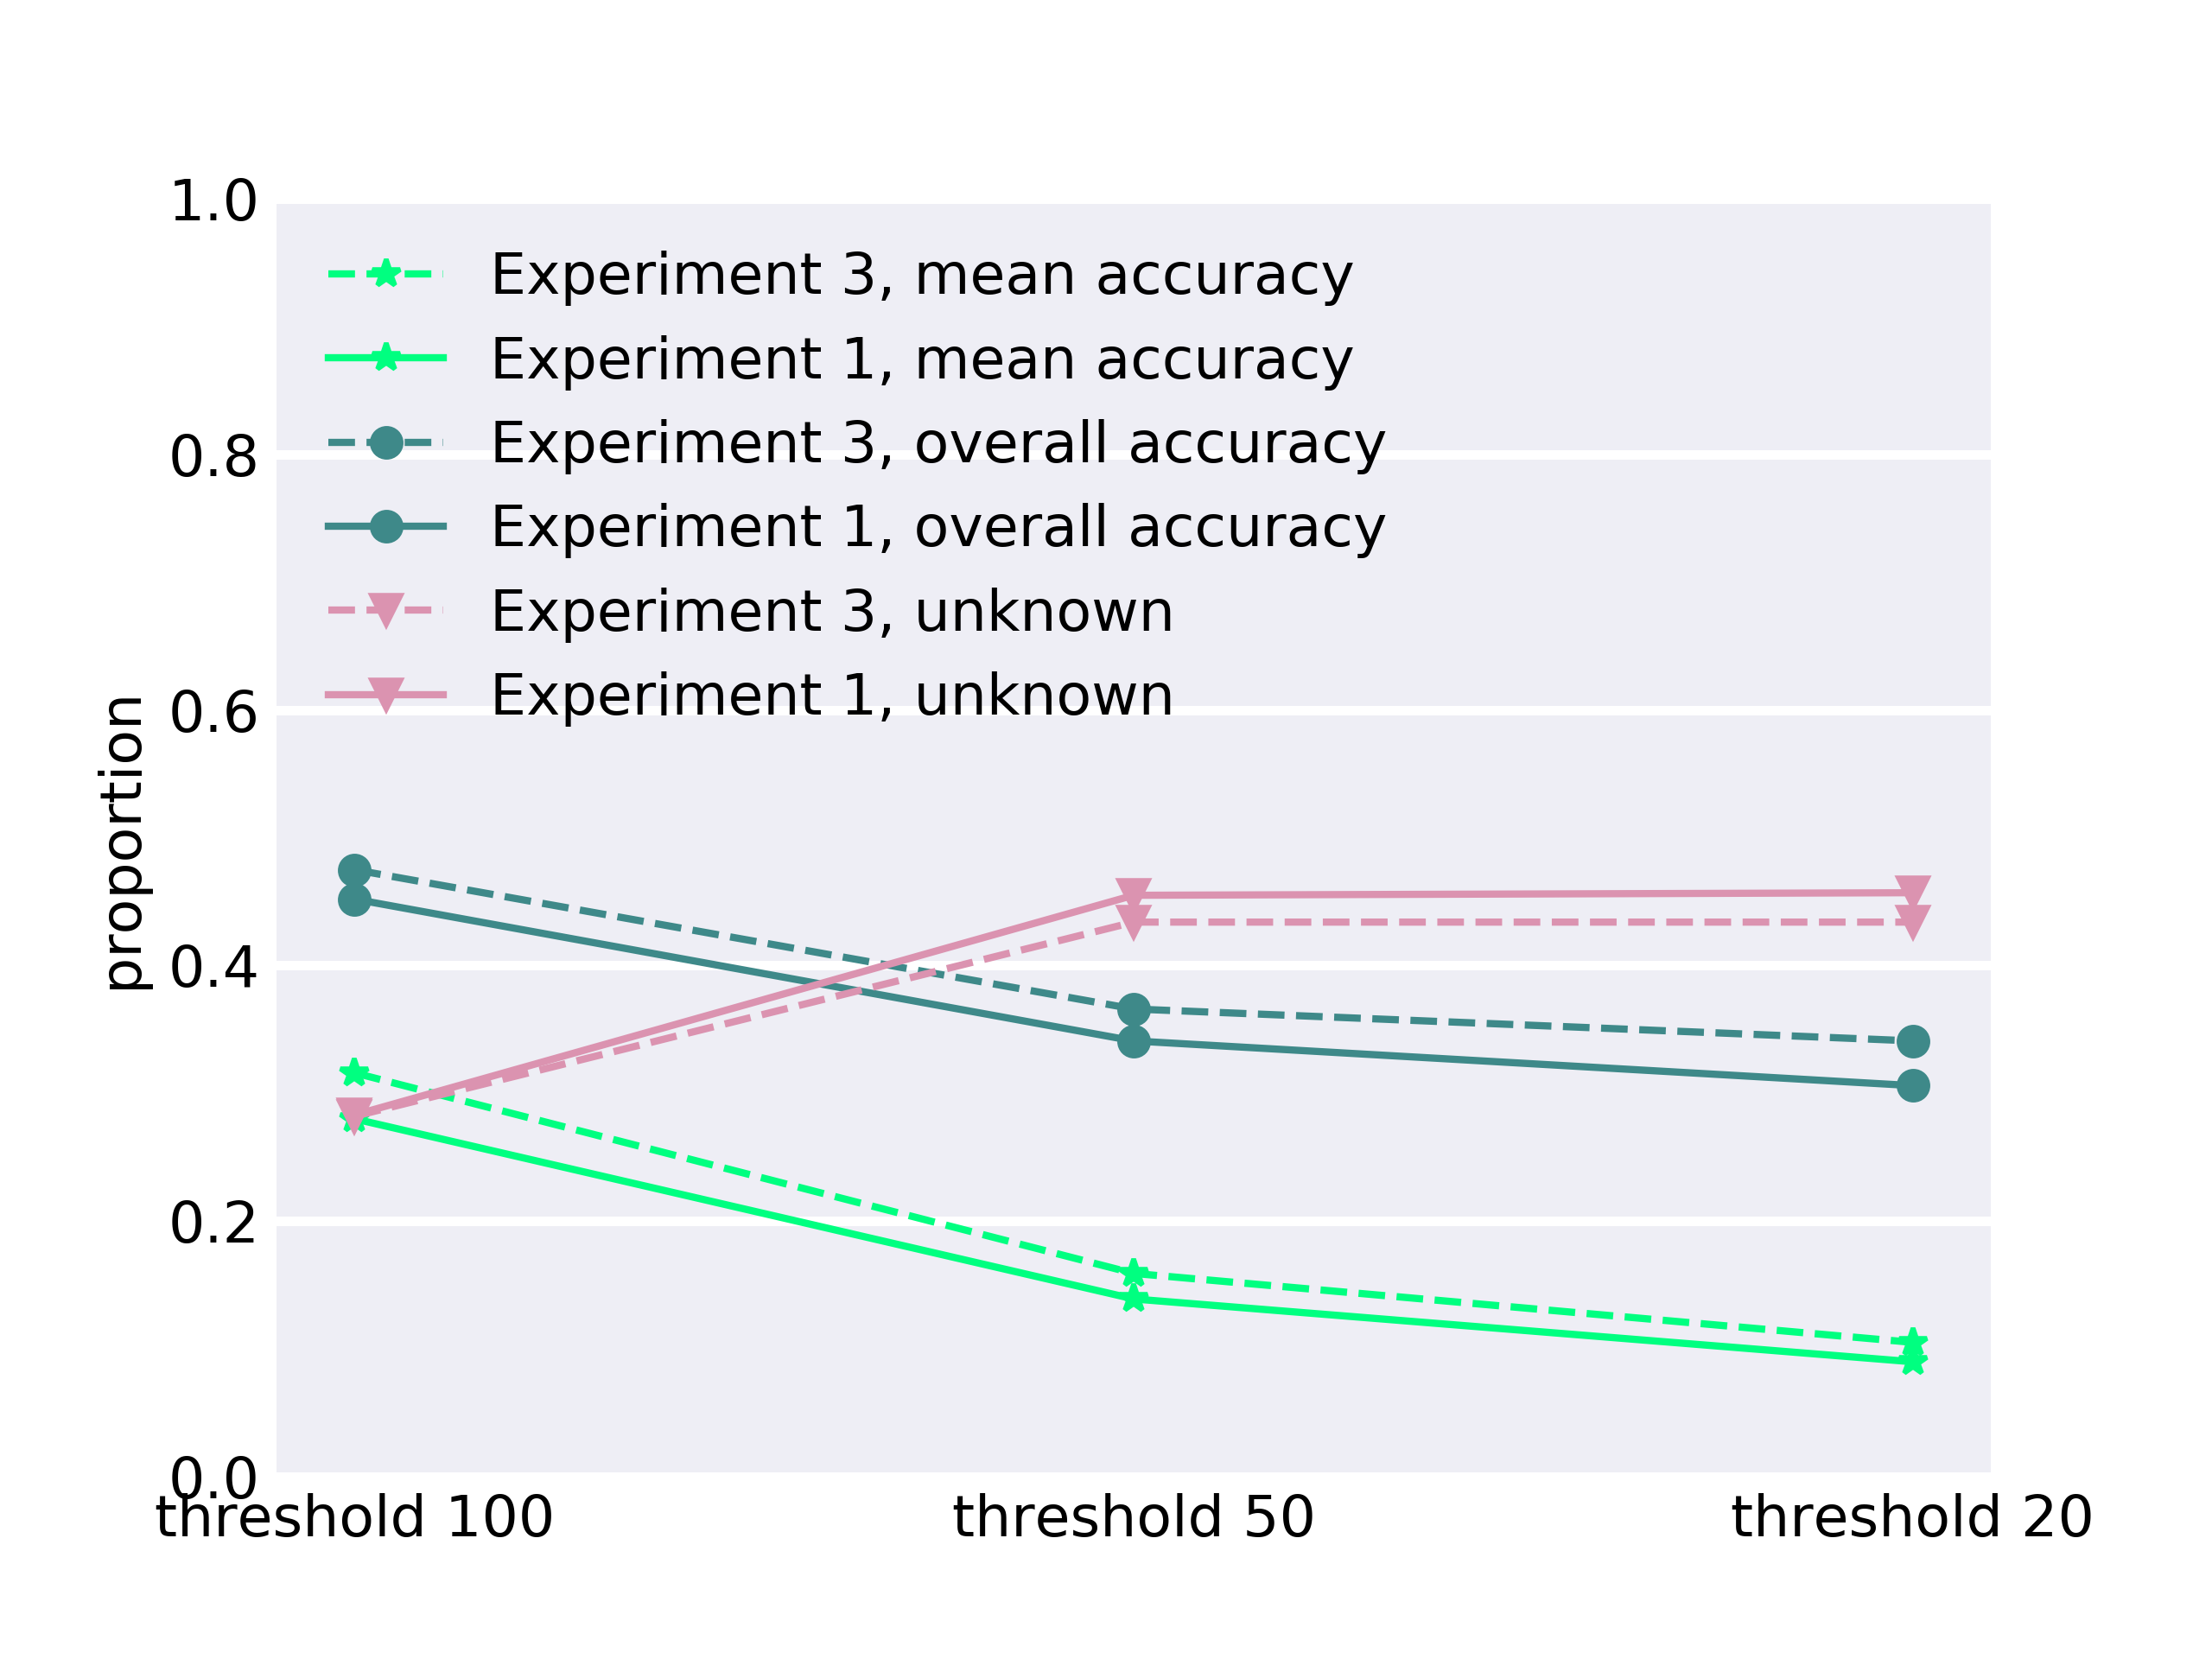 1.0
Experiment 3, mean accuracy
Experiment 1, mean accuracy
0.8
Experiment 3, overall accuracy
Experiment 1, overall accuracy
Experiment 3, unknown
Experiment 1, unknown
0.6
proportion
0.4
0.2
0.0
threshold 100
threshold 50
threshold 20